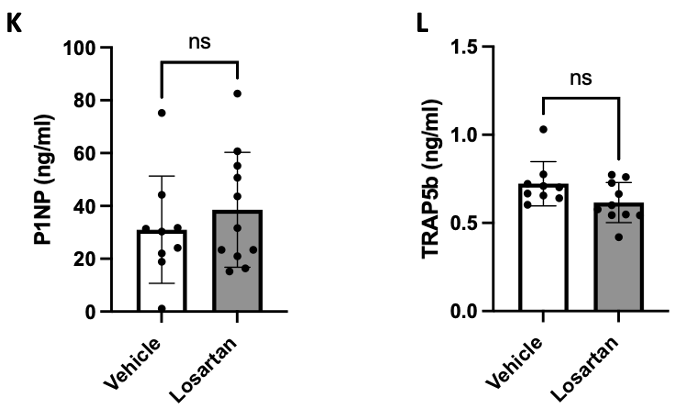 K
P1NP (ng/ml)
100
80
60
40
20
0
ns
Vehicle
Losartan
L
TRAP5b (ng/ml)
1.5
1.0
0.5
0.0
ns
Vehicle
Losartan